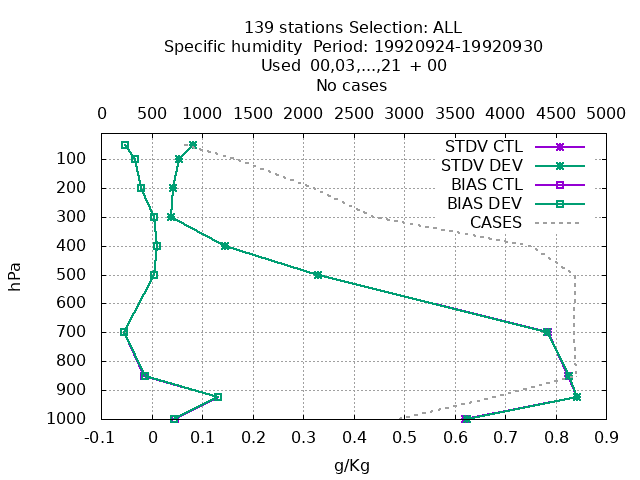 139 stations Selection: ALL
Specific humidity  Period: 19920924-19920930
Used  00,03,...,21  + 00
No cases
0 500 1000 1500 2000 2500 3000 3500 4000 4500 5000
STDV CTL
STDV DEV
BIAS CTL
BIAS DEV
CASES
100
200
300
400
500
600
700
800
900
1000
hPa
-0.1 0 0.1 0.2 0.3 0.4 0.5 0.6 0.7 0.8 0.9
g/Kg